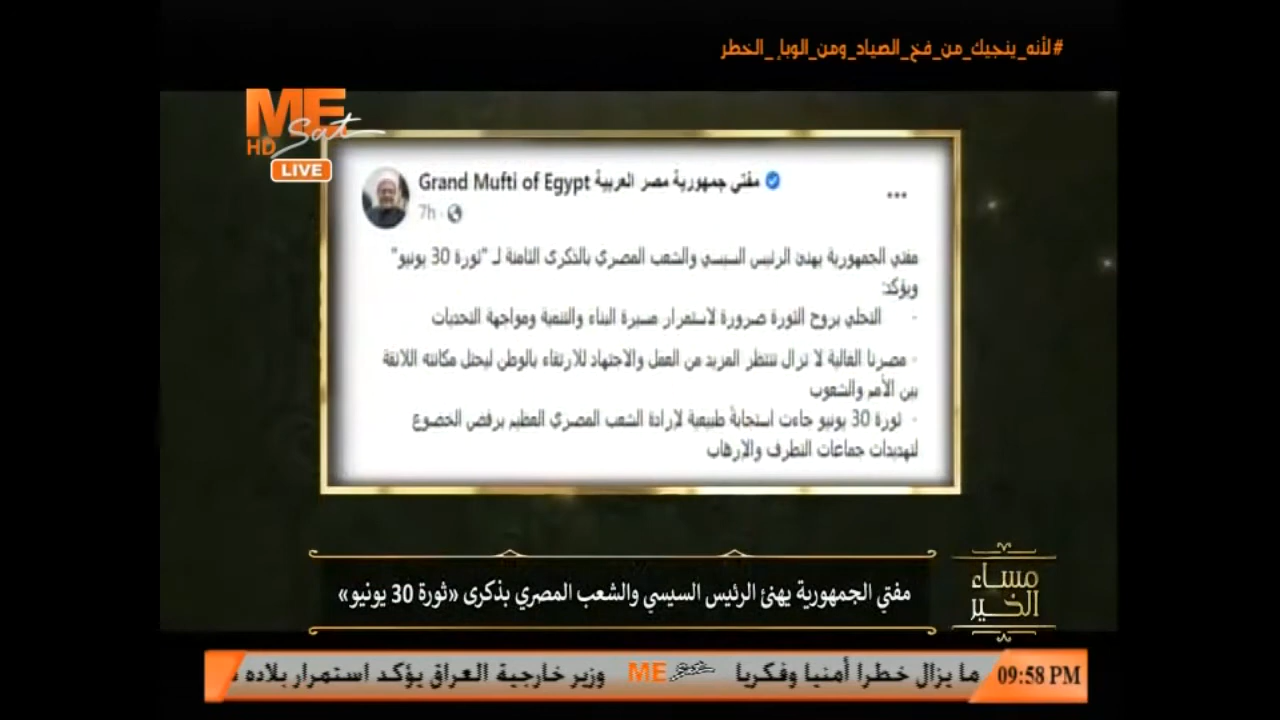 #لأنه_ينجيك_من_فخ_الصياد_ومن_الوبإ_الخطر
ME Sat
HD
LIVE
Grand Mufti of Egypt مفتي جمهورية مصر العربية
7h ·
...
مفتي الجمهورية يهنئ الرئيس السيسي والشعب المصري بالذكرى الثامنة لـ "ثورة 30 يونيو"
ويؤكد:
- التحلي بروح الثورة ضرورة لاستمرار مسيرة البناء والتنمية ومواجهة التحديات
- مصرنا الغالية لا تزال تنتظر المزيد من العمل والاجتهاد للارتقاء بالوطن ليحتل مكانته اللائقة
بين الأمم والشعوب
- ثورة 30 يونيو جاءت استجابةً طبيعية لإرادة الشعب المصري العظيم برفض الخضوع
لتهديدات جماعات التطرف والإرهاب
مفتي الجمهورية يهنئ الرئيس السيسي والشعب المصري بذكرى «ثورة 30 يونيو»
مساء
الخير
09:58 PM
ما يزال خطرا أمنيا وفكريا ME Sat وزير خارجية العراق يؤكد استمرار بلاده